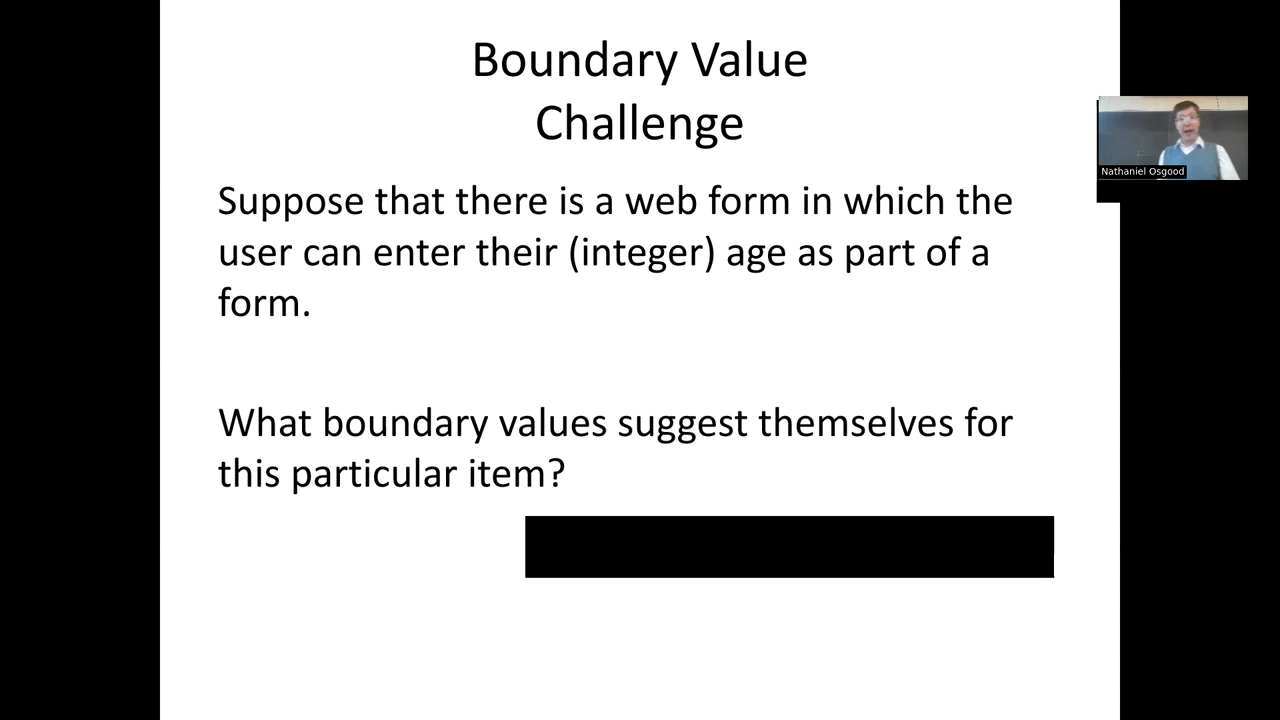 Boundary Value
Challenge
Suppose that there is a web form in which the
user can enter their (integer) age as part of a
form.
What boundary values suggest themselves for
this particular item?
Nathaniel Osgood